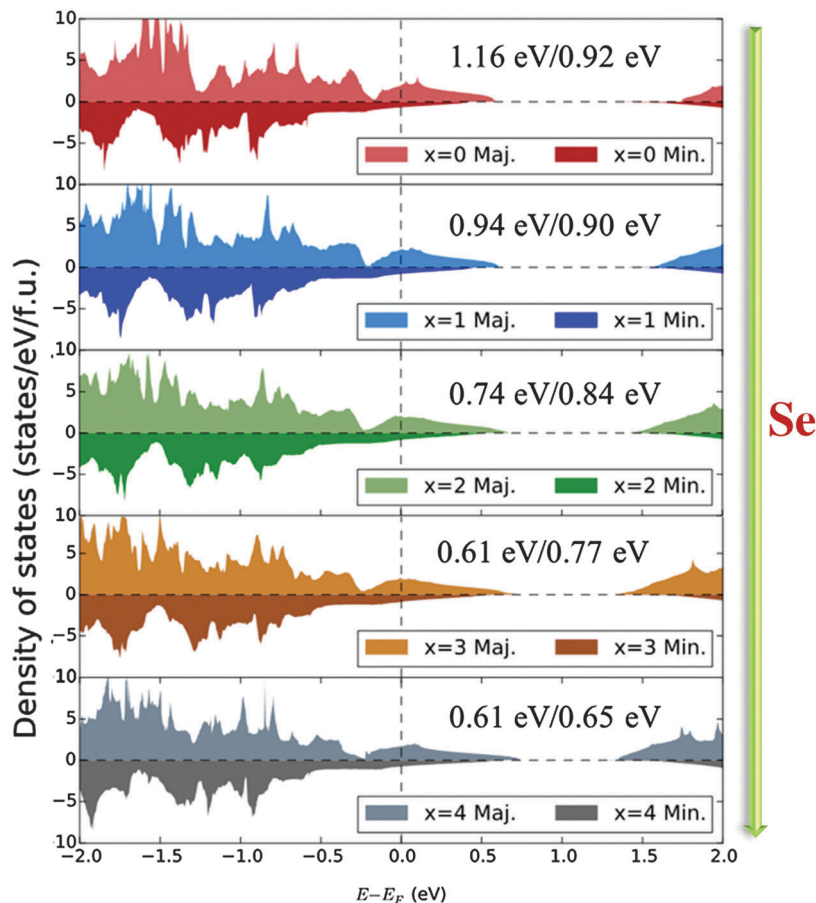 Density of states (states/eV/f.u.)
10
5
0
−5
1.16 eV/0.92 eV
x=0 Maj. x=0 Min.
10
5
0
−5
0.94 eV/0.90 eV
x=1 Maj. x=1 Min.
10
5
0
−5
0.74 eV/0.84 eV
x=2 Maj. x=2 Min.
10
5
0
−5
0.61 eV/0.77 eV
x=3 Maj. x=3 Min.
10
5
0
−5
10
0.61 eV/0.65 eV
x=4 Maj. x=4 Min.
−2.0 −1.5 −1.0 −0.5 0.0 0.5 1.0 1.5 2.0
E−E_F (eV)
Se